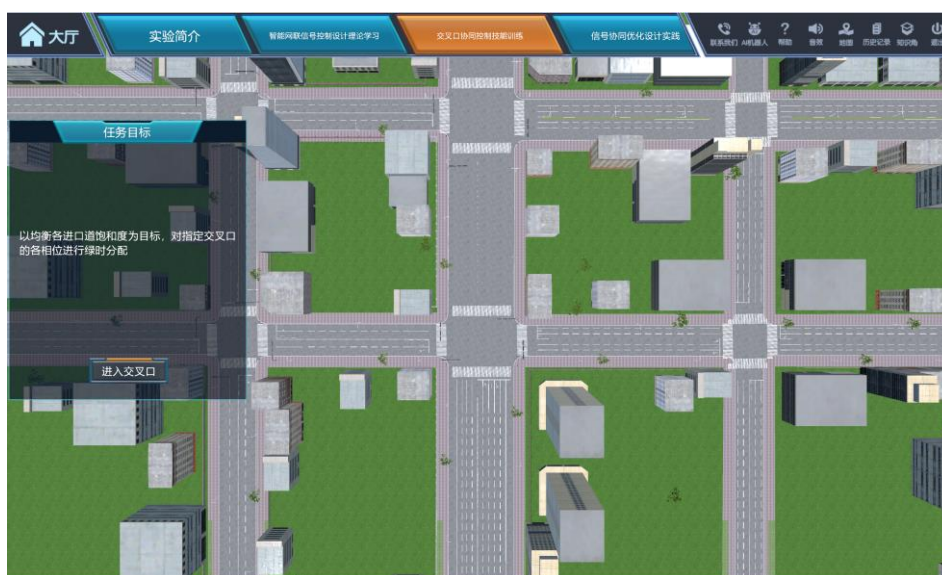 大厅
实验简介
智能网联信号控制设计理论学习
交叉口协同控制技能训练
信号协同优化设计实践
联系我们 AI机器人 帮助 音效 地图 历史记录 知识角
任务目标
以均衡各进口道饱和度为目标，对指定交叉口
的各相位进行绿时分配
进入交叉口